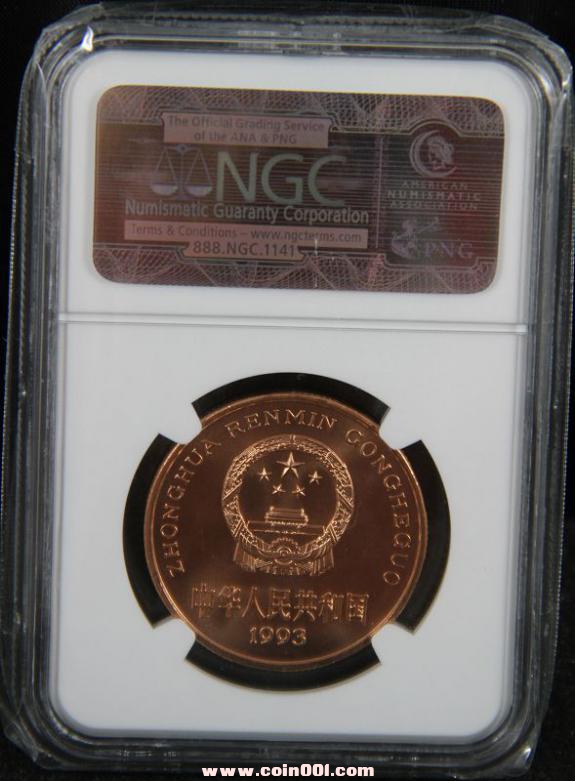 The Official Grading Service
of the ANA & PNG
NGC
Numismatic Guaranty Corporation
Terms & Conditions – www.ngcterms.com
888.NGC.1141
AMERICAN
NUMISMATIC
ASSOCIATION
PNG
ZHONGHUA RENMIN GONGHEGUO
中华人民共和国
1993
www.coin001.com